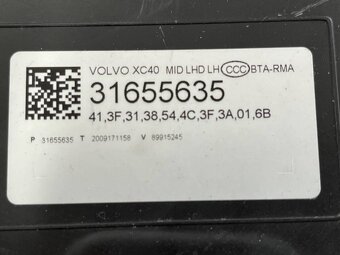 VOLVO XC40 MID LHD LH CCC BTA-RMA
31655635
41,3F,31,38,54,4C,3F,3A,01,6B
P 31655635 T 2009171158 V 89915245